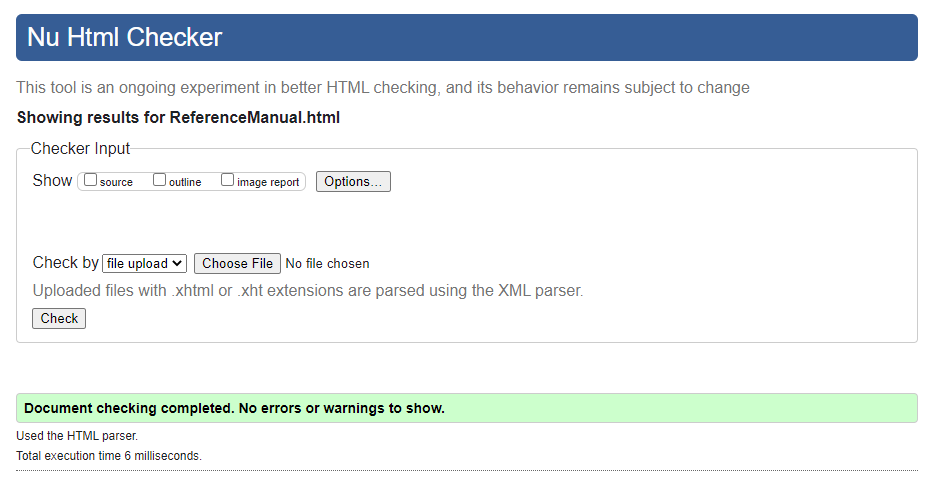 Nu Html Checker
This tool is an ongoing experiment in better HTML checking, and its behavior remains subject to change
Showing results for ReferenceManual.html
Checker Input
Show source outline image report Options...
Check by file upload Choose File No file chosen
Uploaded files with .xhtml or .xht extensions are parsed using the XML parser.
Check
Document checking completed. No errors or warnings to show.
Used the HTML parser.
Total execution time 6 milliseconds.